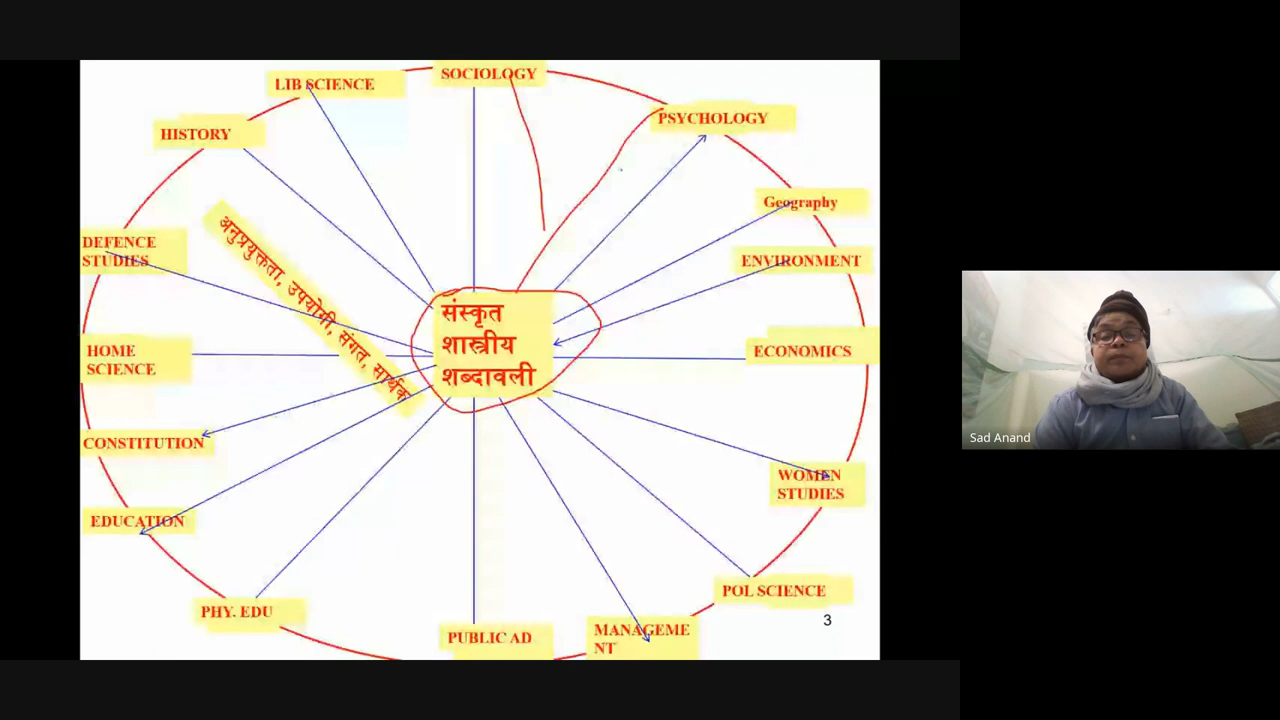 SOCIOLOGY
LIB SCIENCE
PSYCHOLOGY
HISTORY
Geography
DEFENCE
STUDIES
ENVIRONMENT
अनुप्रयुक्तता, उपयोगी, संगत, सार्थक
संस्कृत
शास्त्रीय
शब्दावली
HOME
SCIENCE
ECONOMICS
CONSTITUTION
WOMEN
STUDIES
EDUCATION
POL SCIENCE
PHY. EDU
PUBLIC AD
MANAGEME
NT
3
Sad Anand